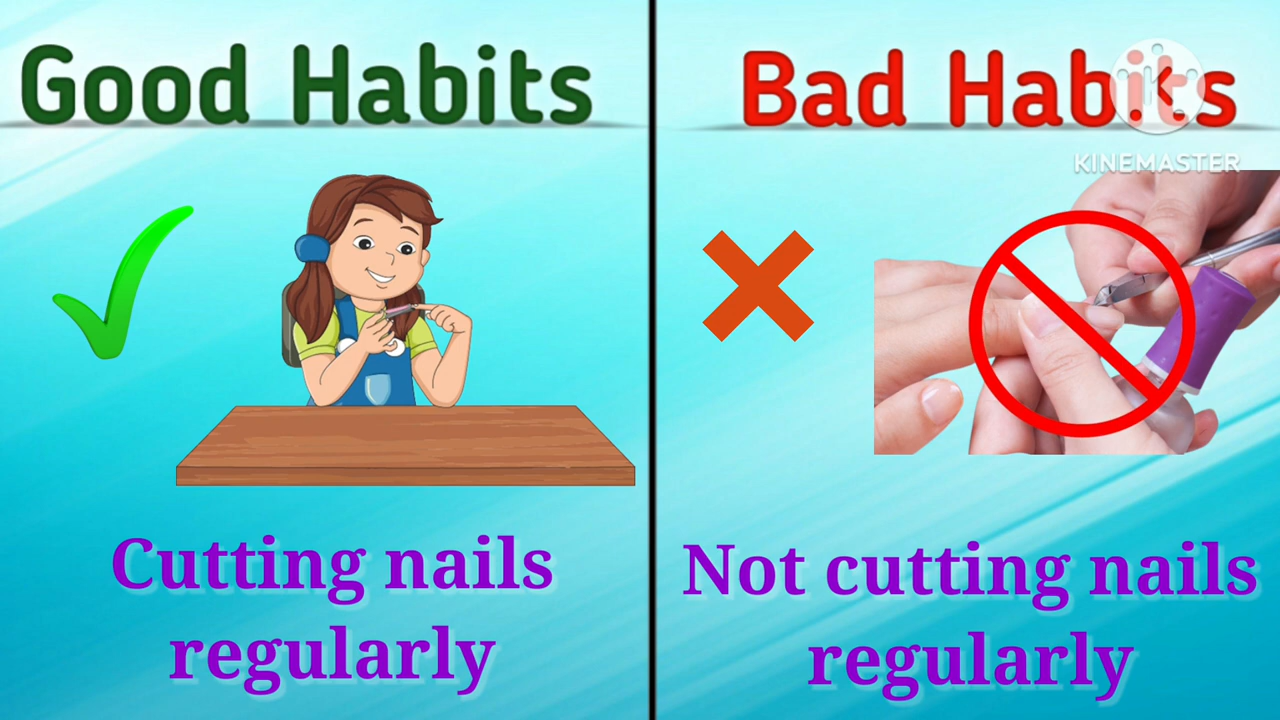 Good Habits
Bad Habits
KINEMASTER
Cutting nails
regularly
Not cutting nails
regularly